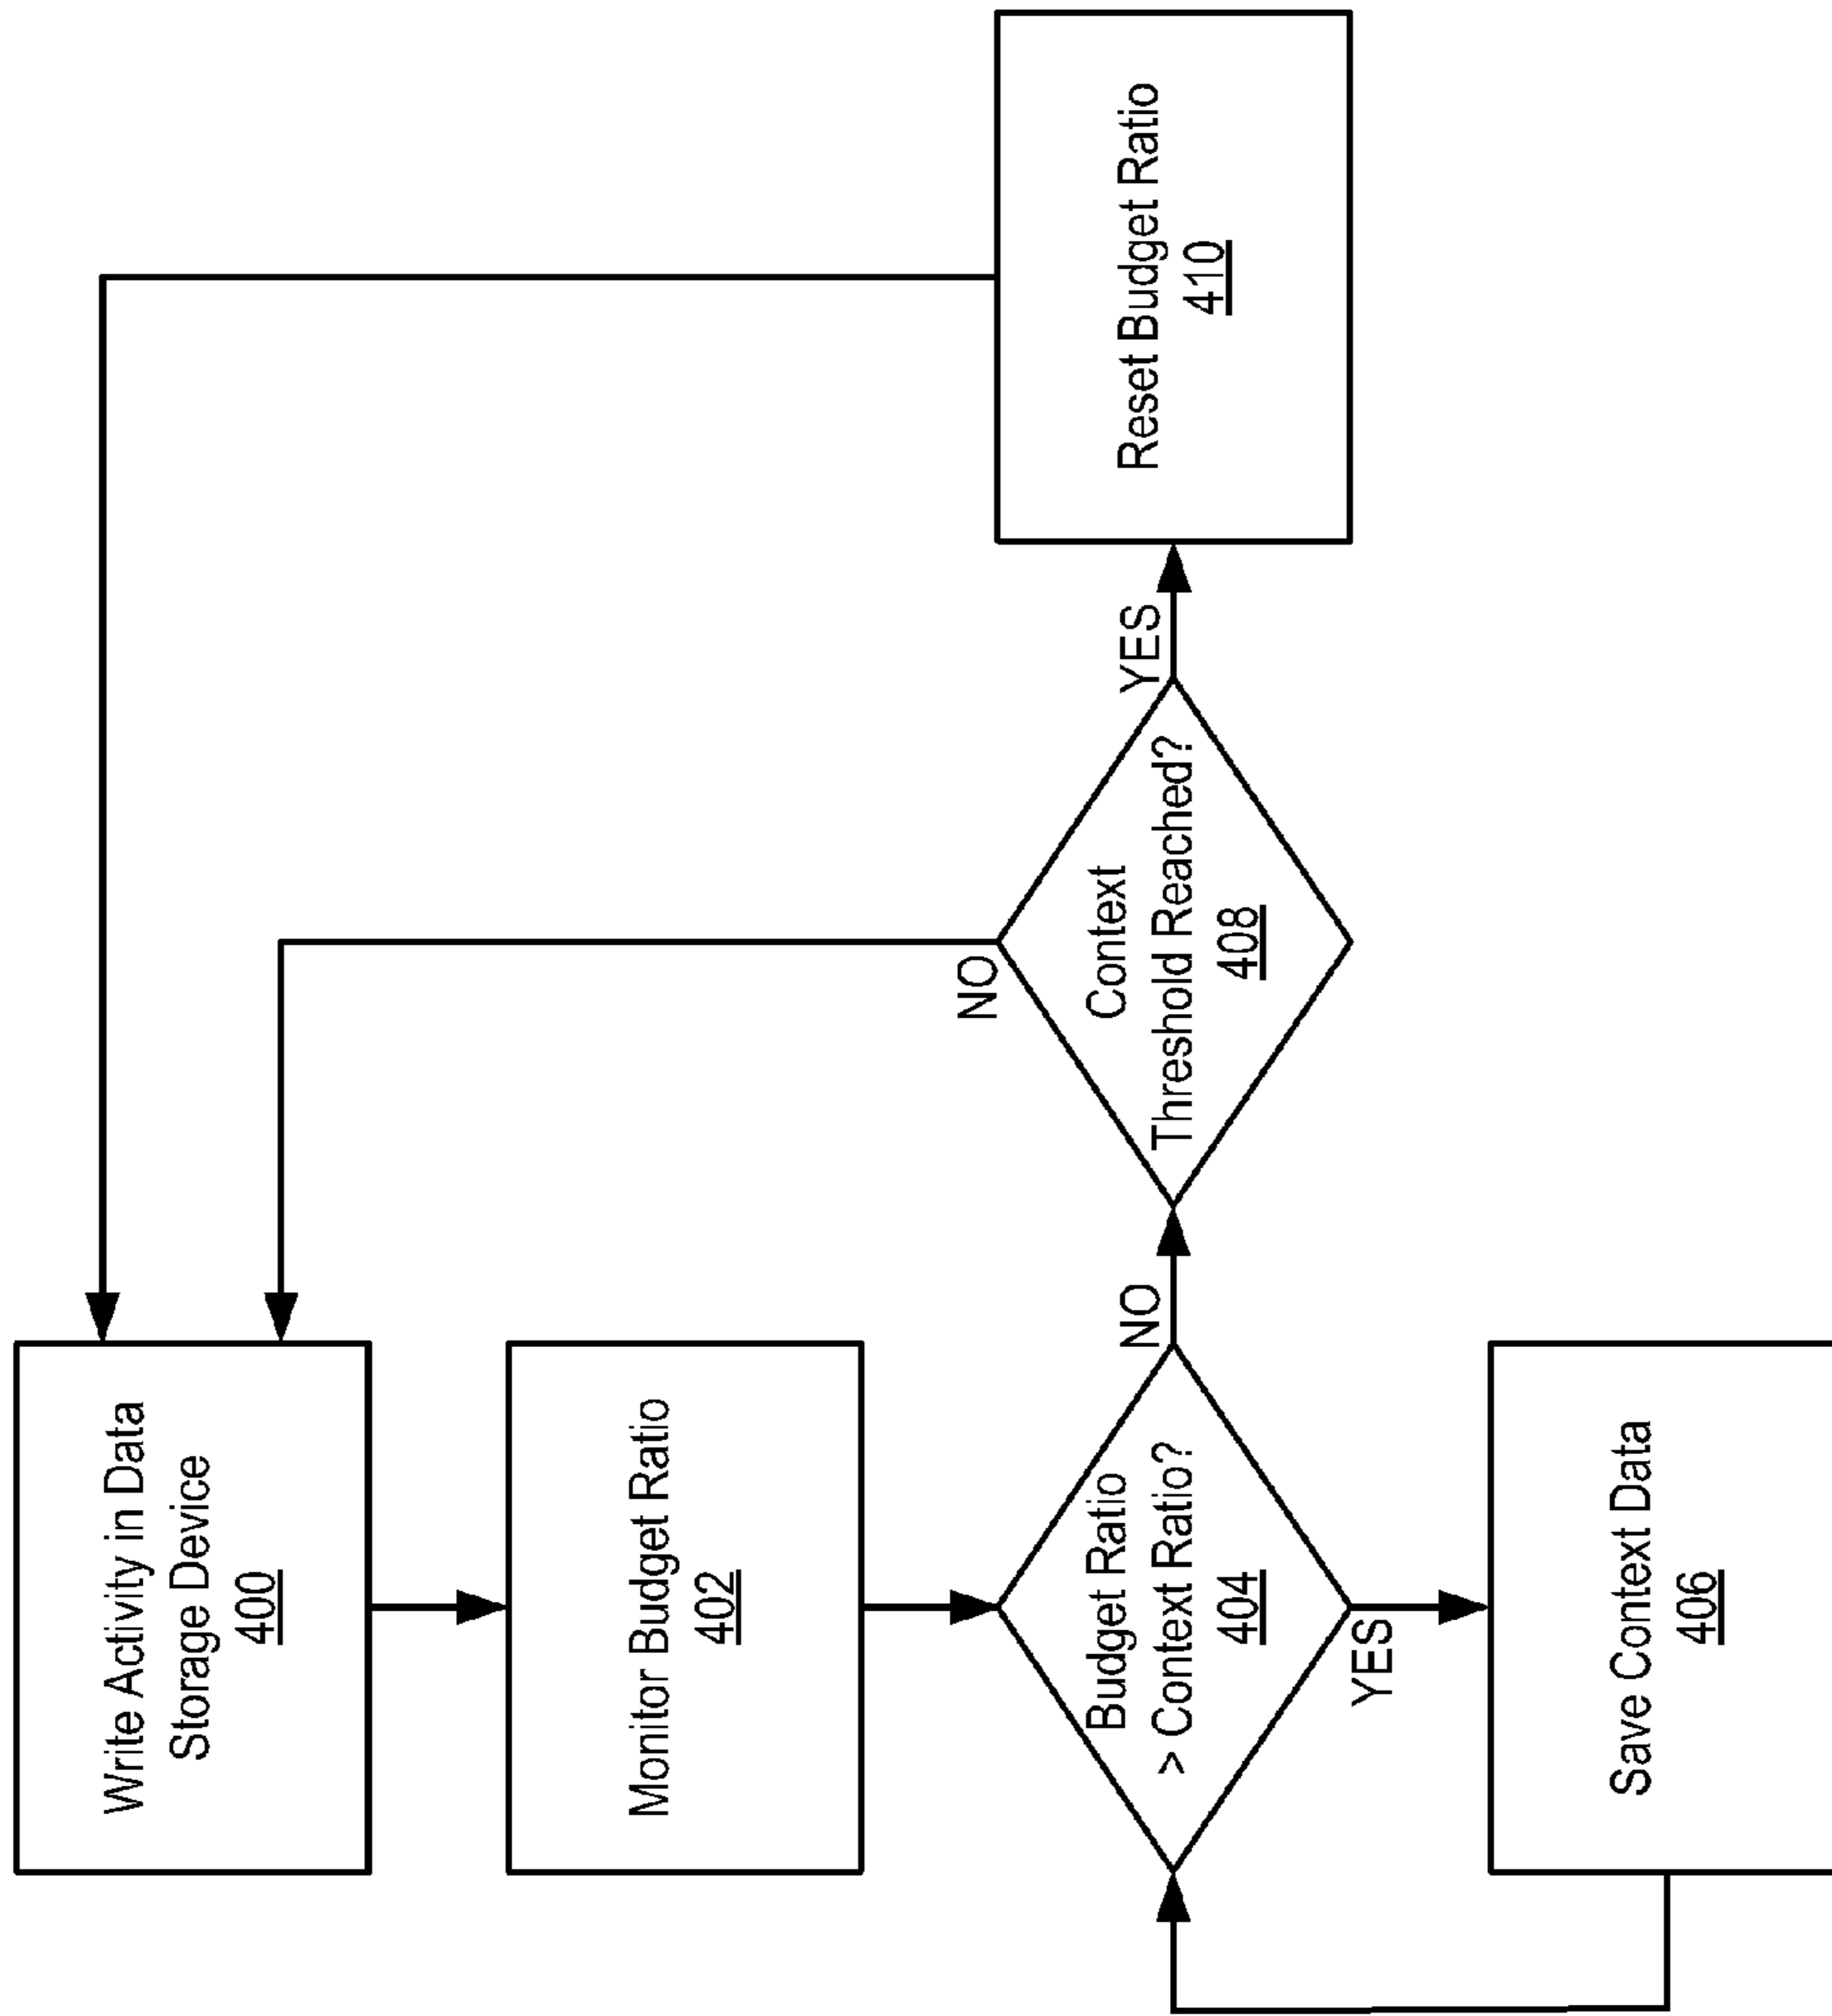 Write Activity in Data
Storage Device
400
Monitor Budget Ratio
402
Budget Ratio
> Context Ratio?
404
NO
YES
Save Context Data
406
Context
Threshold Reached?
408
NO
YES
Reset Budget Ratio
410